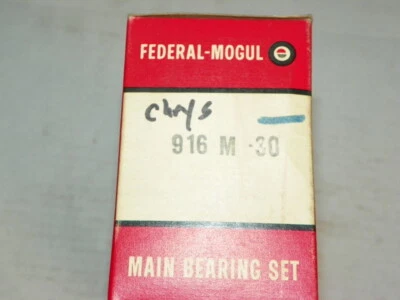 FEDERAL-MOGUL
Chrys
916 M -30
MAIN BEARING SET